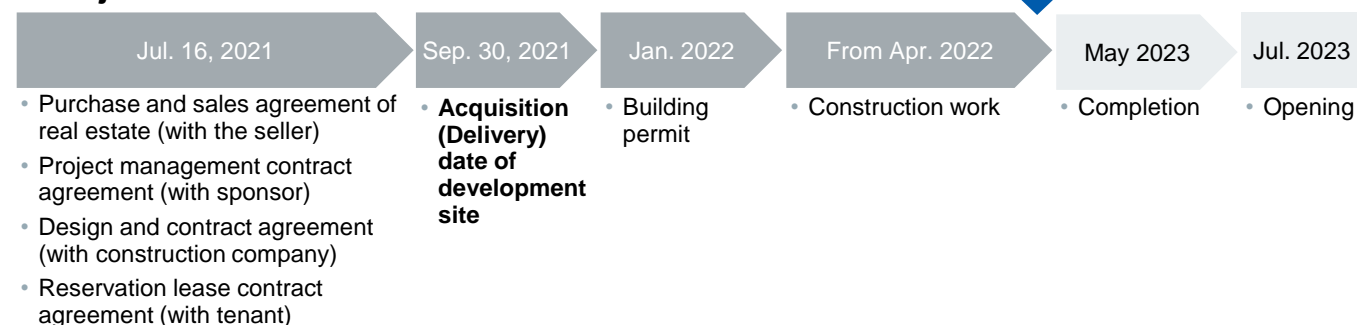 Jul. 16, 2021
Sep. 30, 2021
Jan. 2022
From Apr. 2022
May 2023
Jul. 2023
• Purchase and sales agreement of
real estate (with the seller)
• Project management contract
agreement (with sponsor)
• Design and contract agreement
(with construction company)
• Reservation lease contract
agreement (with tenant)
• Acquisition
(Delivery)
date of
development
site
• Building
permit
• Construction work
• Completion
• Opening